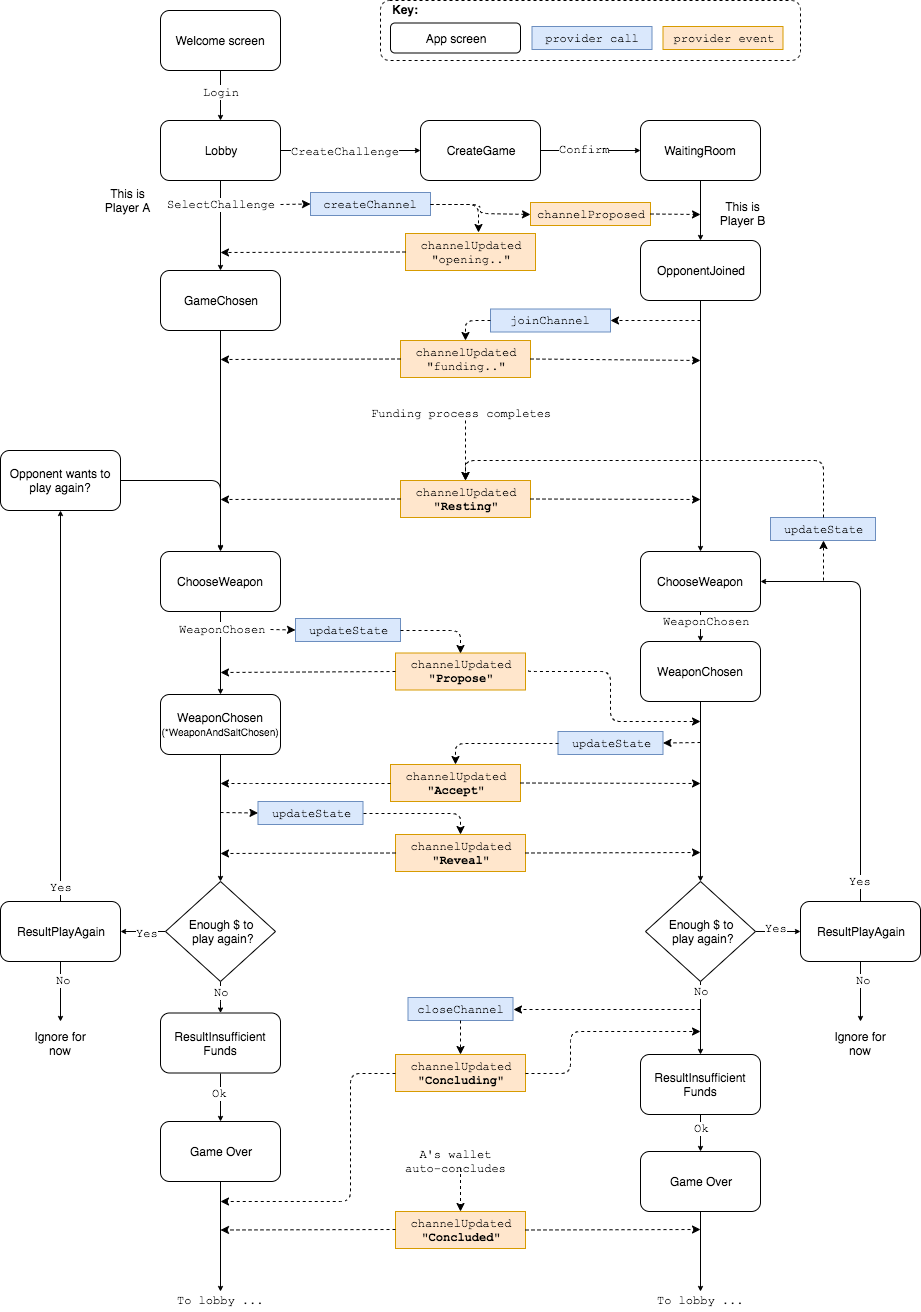 Key:
App screen
provider call
provider event
Welcome screen
Login
Lobby
CreateChallenge
CreateGame
Confirm
WaitingRoom
This is
Player A
SelectChallenge
createChannel
channelProposed
This is
Player B
channelUpdated
"opening.."
OpponentJoined
GameChosen
joinChannel
channelUpdated
"funding.."
Funding process completes
Opponent wants to
play again?
channelUpdated
"Resting"
updateState
ChooseWeapon
ChooseWeapon
WeaponChosen
updateState
WeaponChosen
channelUpdated
"Propose"
WeaponChosen
WeaponChosen
(*WeaponAndSaltChosen)
updateState
channelUpdated
"Accept"
updateState
channelUpdated
"Reveal"
Yes
Yes
ResultPlayAgain
Yes
Enough $ to
play again?
Enough $ to
play again?
Yes
ResultPlayAgain
No
No
No
No
Ignore for
now
ResultInsufficient
Funds
closeChannel
Ignore for
now
channelUpdated
"Concluding"
ResultInsufficient
Funds
Ok
Ok
Game Over
A's wallet
auto-concludes
Game Over
channelUpdated
"Concluded"
To lobby ...
To lobby ...